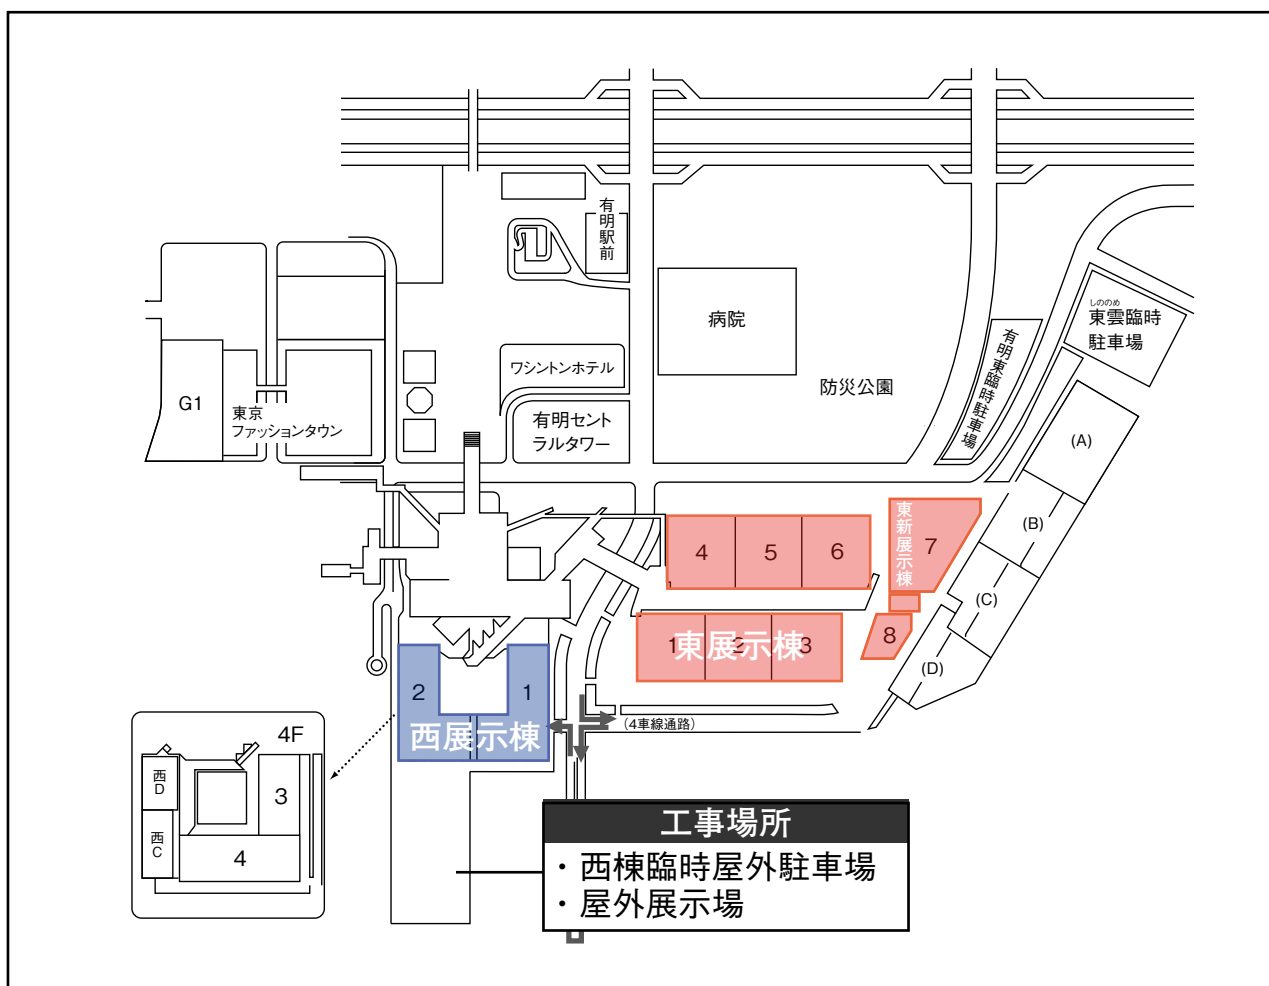 有明駅前
病院
しののめ
東雲臨時
駐車場
有明東臨時駐車場
ワシントンホテル
防災公園
G1
東京
ファッションタウン
有明セント
ラルタワー
(A)
(B)
(C)
(D)
東新展示棟
7
4
5
6
8
1
2
3
東展示棟
2
1
西展示棟
(4車線通路)
4F
西D
西C
3
4
工事場所
・西棟臨時屋外駐車場
・屋外展示場